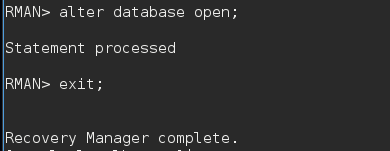 RMAN> alter database open;
Statement processed
RMAN> exit;
Recovery Manager complete.